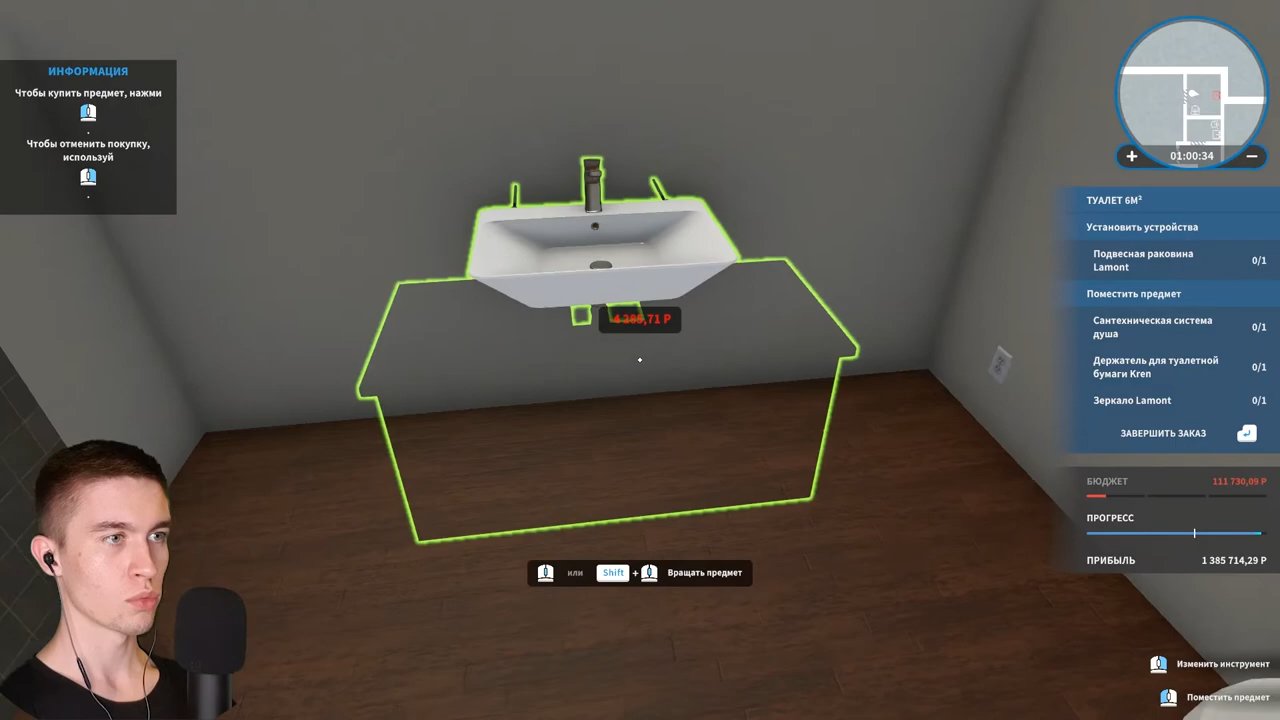 ИНФОРМАЦИЯ
Чтобы купить предмет, нажми
.
Чтобы отменить покупку,
используй
.
+ 01:00:34 −
ТУАЛЕТ 6М²
Установить устройства
Подвесная раковина
Lamont 0/1
Поместить предмет
Сантехническая система
душа 0/1
Держатель для туалетной
бумаги Kren 0/1
Зеркало Lamont 0/1
ЗАВЕРШИТЬ ЗАКАЗ
БЮДЖЕТ 111 730,09 Р
ПРОГРЕСС
ПРИБЫЛЬ 1 385 714,29 Р
4 285,71 Р
или Shift + Вращать предмет
Изменить инструмент
Поместить предмет